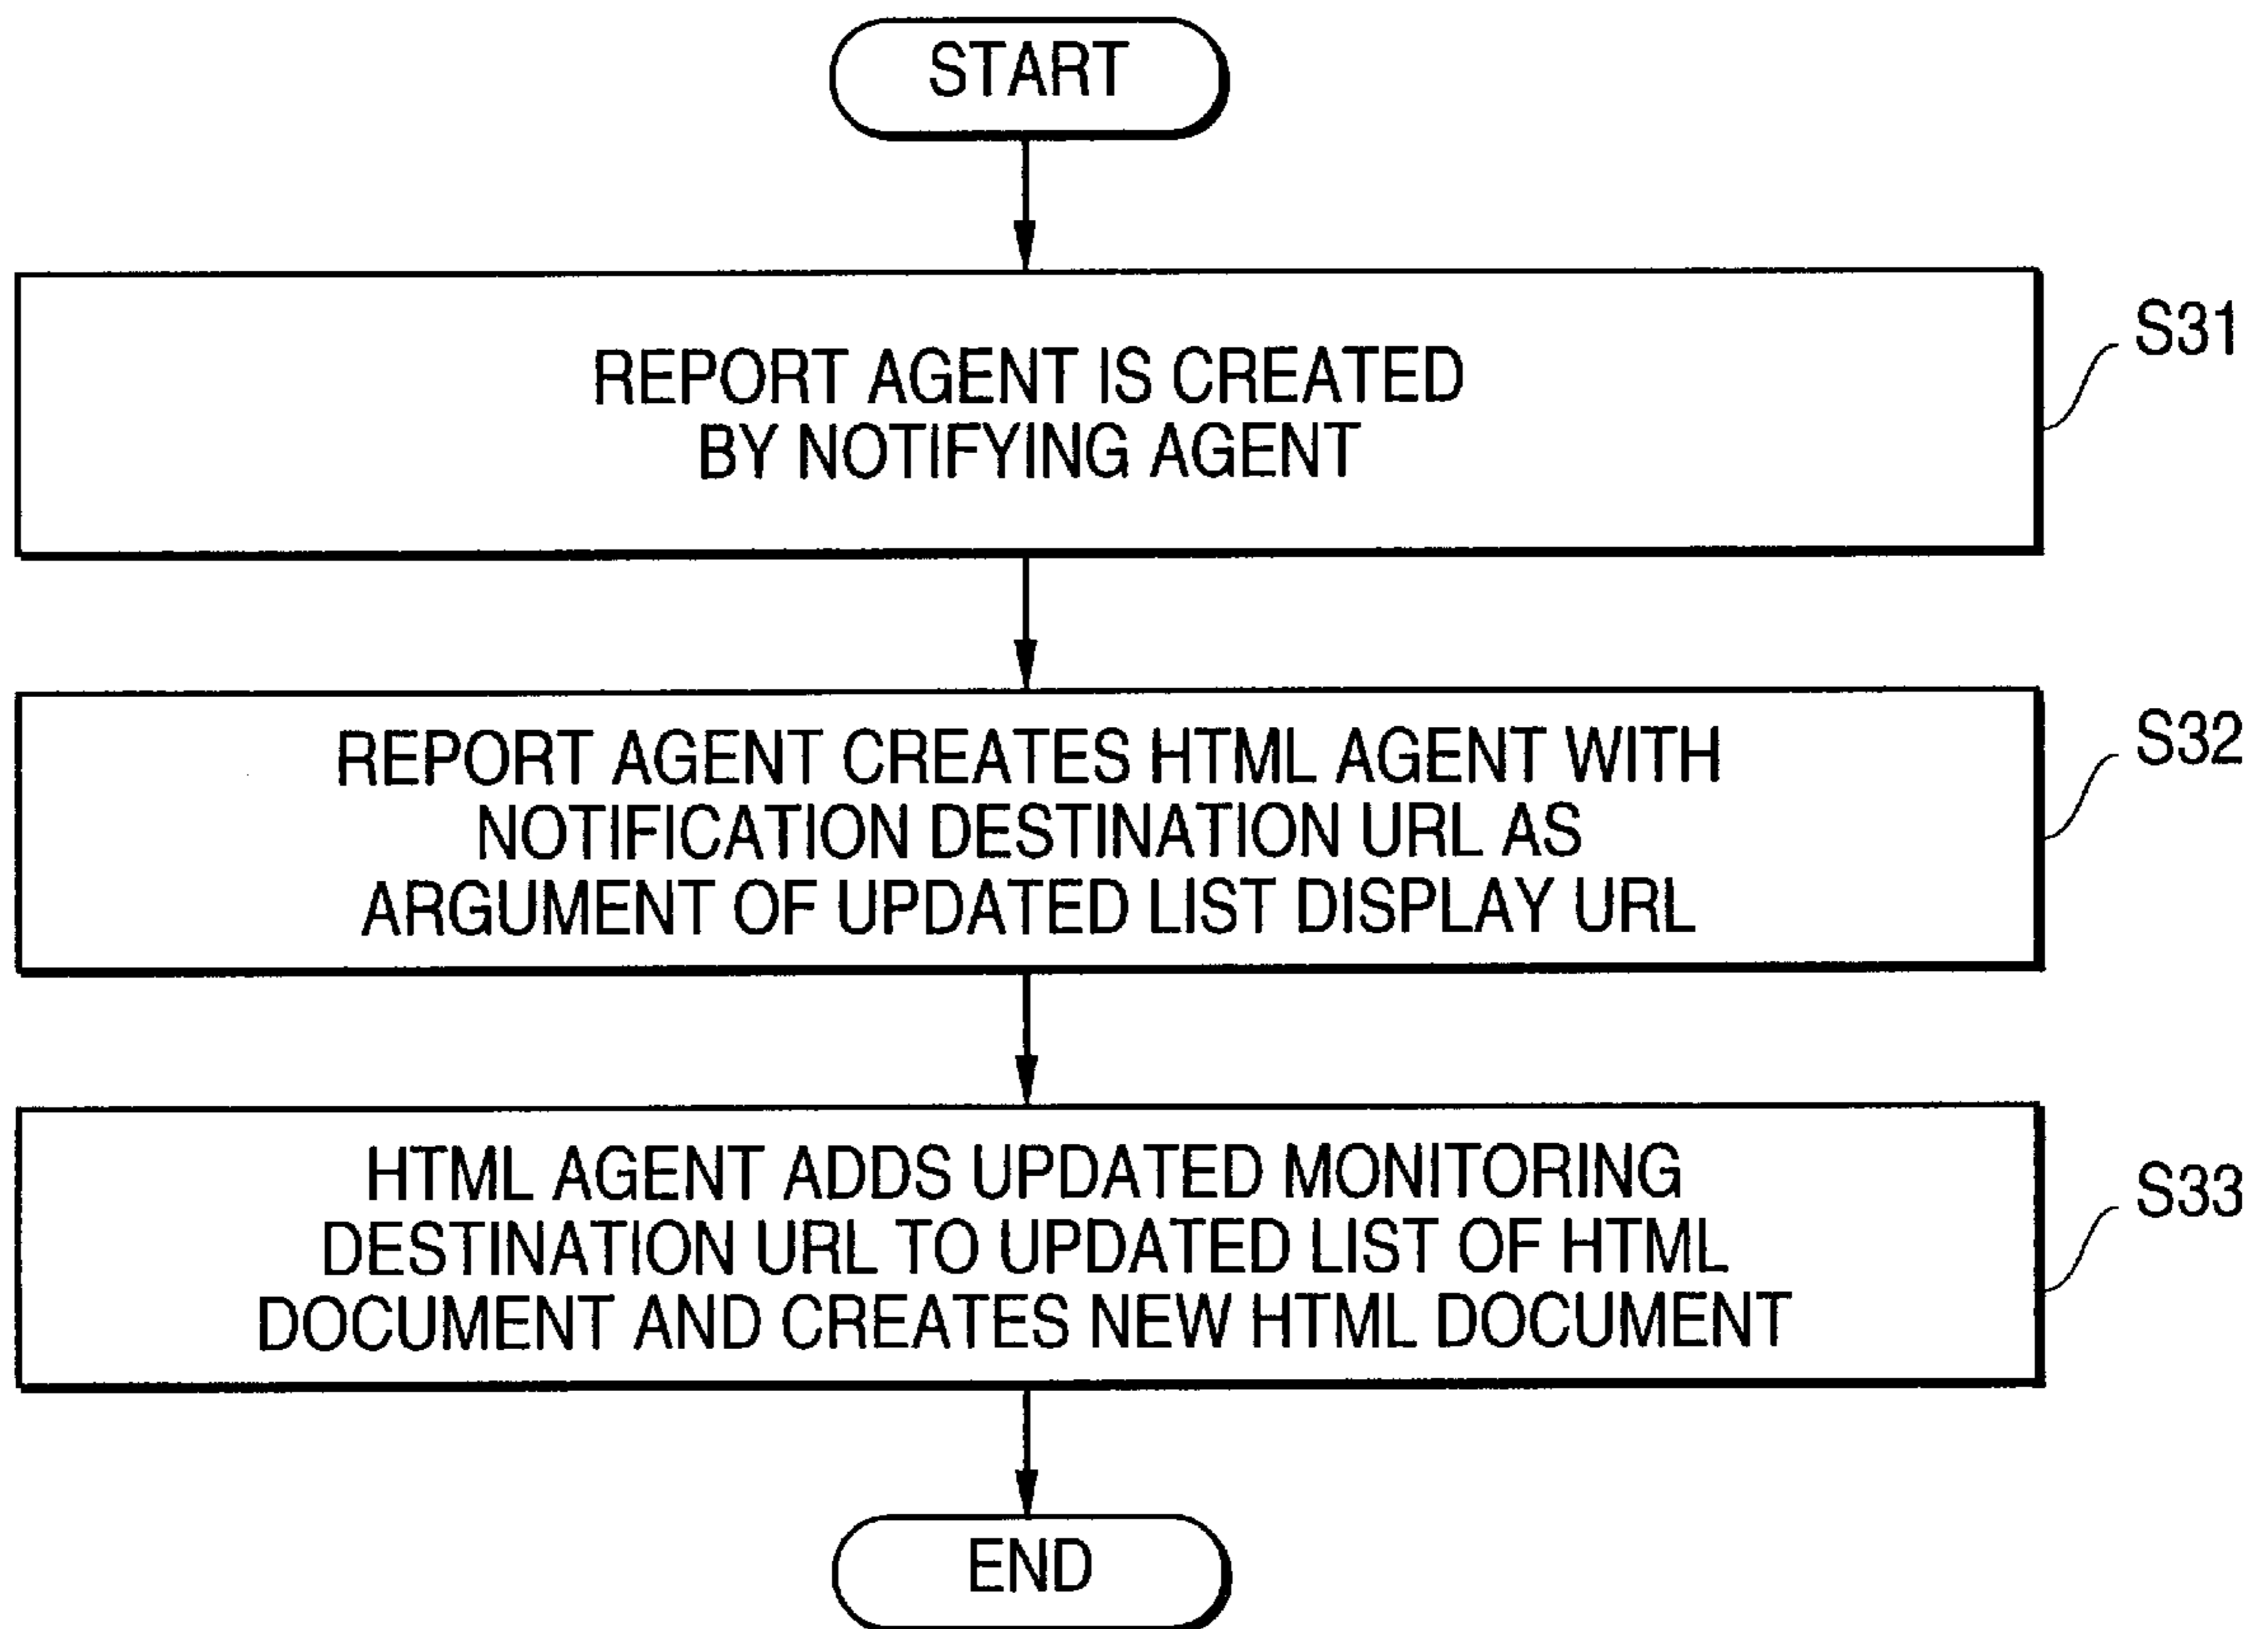 START
REPORT AGENT IS CREATED
BY NOTIFYING AGENT
S31
REPORT AGENT CREATES HTML AGENT WITH
NOTIFICATION DESTINATION URL AS
ARGUMENT OF UPDATED LIST DISPLAY URL
S32
HTML AGENT ADDS UPDATED MONITORING
DESTINATION URL TO UPDATED LIST OF HTML
DOCUMENT AND CREATES NEW HTML DOCUMENT
S33
END